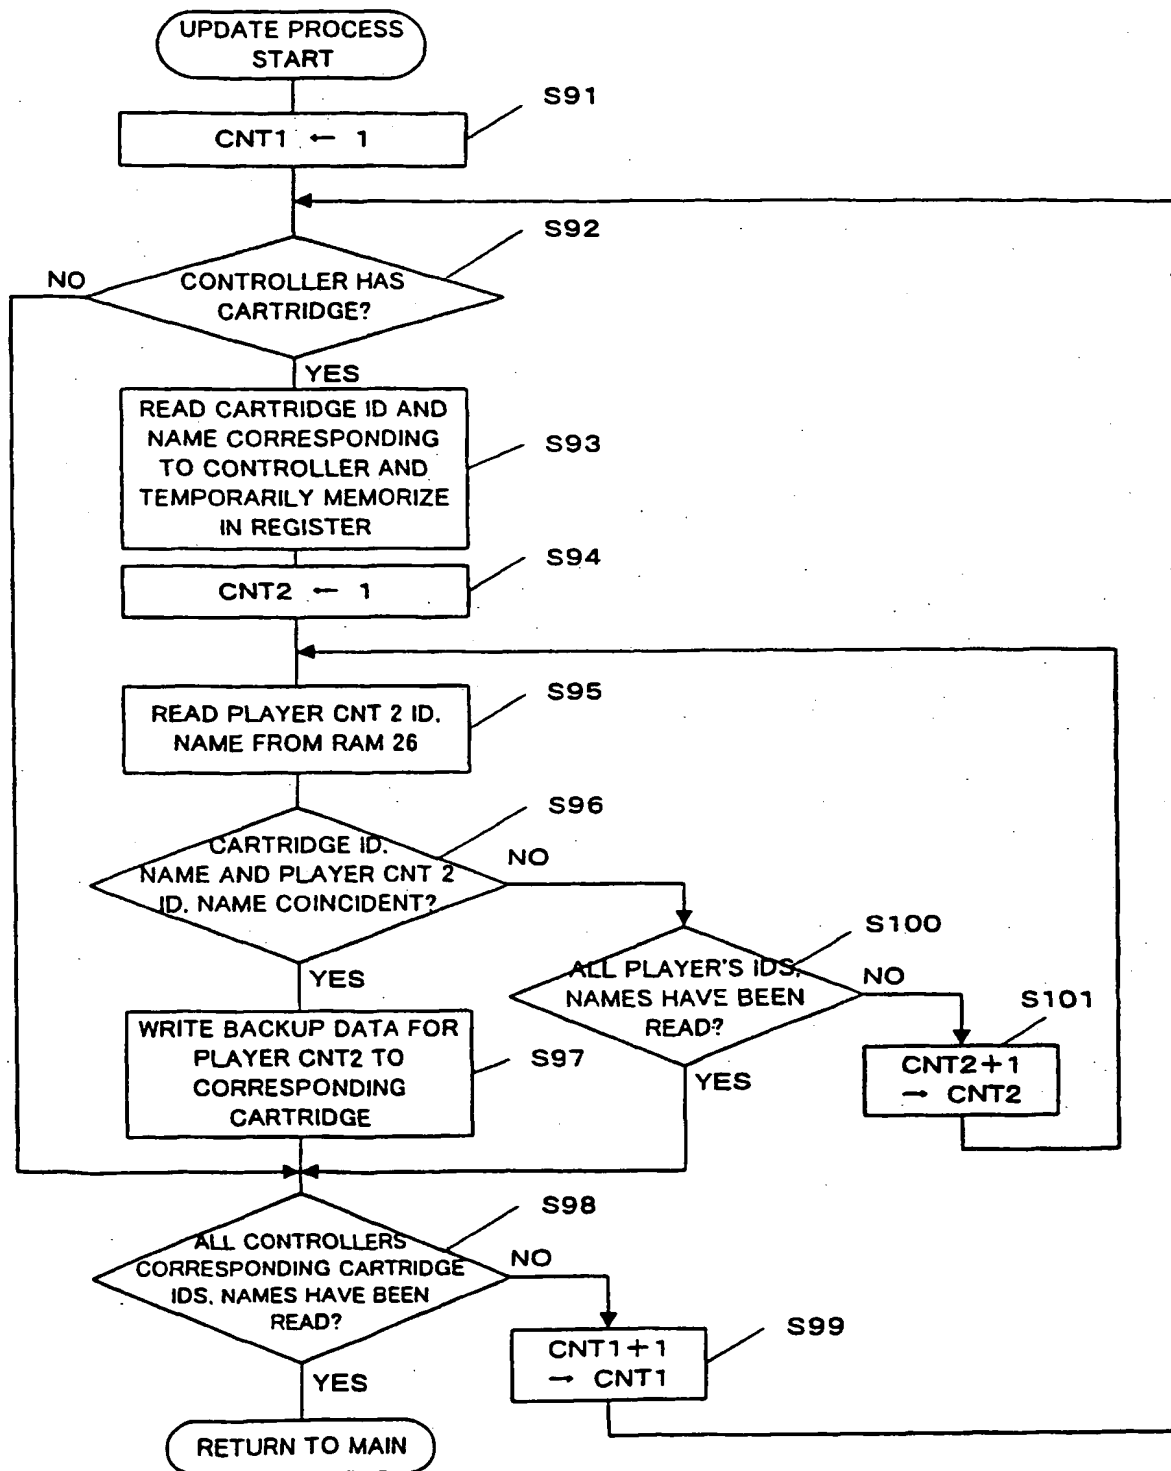 UPDATE PROCESS
START
S91
CNT1 ← 1
S92
NO
CONTROLLER HAS
CARTRIDGE?
YES
READ CARTRIDGE ID AND
NAME CORRESPONDING
TO CONTROLLER AND
TEMPORARILY MEMORIZE
IN REGISTER
S93
S94
CNT2 ← 1
S95
READ PLAYER CNT 2 ID.
NAME FROM RAM 26
S96
CARTRIDGE ID.
NAME AND PLAYER CNT 2
ID. NAME COINCIDENT?
NO
YES
S100
ALL PLAYER'S IDS,
NAMES HAVE BEEN
READ?
NO
YES
S101
CNT2+1
→ CNT2
WRITE BACKUP DATA FOR
PLAYER CNT2 TO
CORRESPONDING
CARTRIDGE
S97
S98
ALL CONTROLLERS
CORRESPONDING CARTRIDGE
IDS. NAMES HAVE BEEN
READ?
NO
YES
S99
CNT1+1
→ CNT1
RETURN TO MAIN